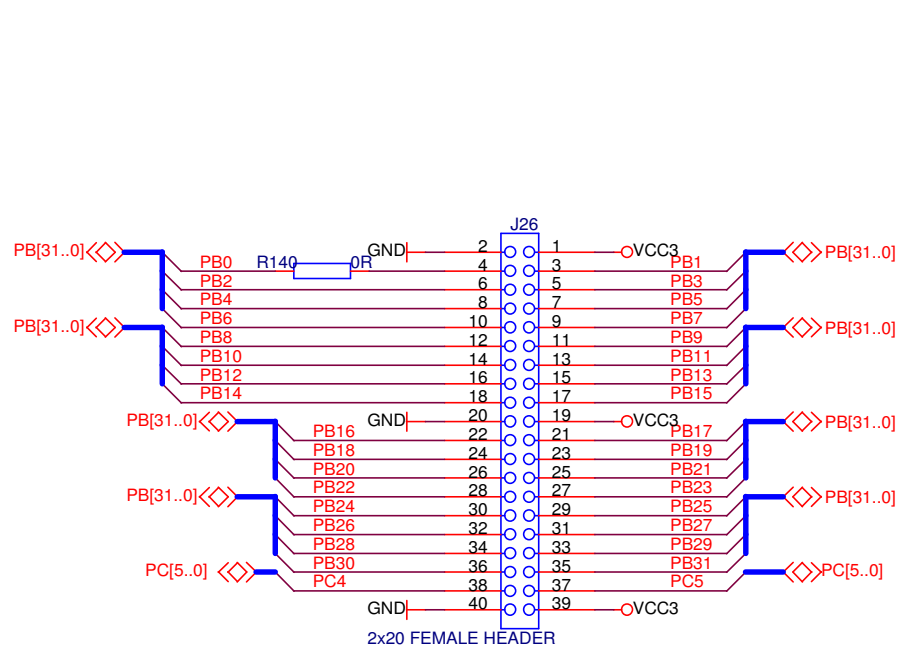 J26
PB[31..0] GND 2 1 VCC3 PB[31..0]
PB0 R140 0R 4 3 PB1
PB2 6 5 PB3
PB4 8 7 PB5
PB[31..0] PB6 10 9 PB7 PB[31..0]
PB8 12 11 PB9
PB10 14 13 PB11
PB12 16 15 PB13
PB14 18 17 PB15
PB[31..0] GND 20 19 VCC3 PB[31..0]
PB16 22 21 PB17
PB18 24 23 PB19
PB20 26 25 PB21
PB[31..0] PB22 28 27 PB23 PB[31..0]
PB24 30 29 PB25
PB26 32 31 PB27
PB28 34 33 PB29
PC[5..0] PB30 36 35 PB31 PC[5..0]
PC4 38 37 PC5
GND 40 39 VCC3
2x20 FEMALE HEADER